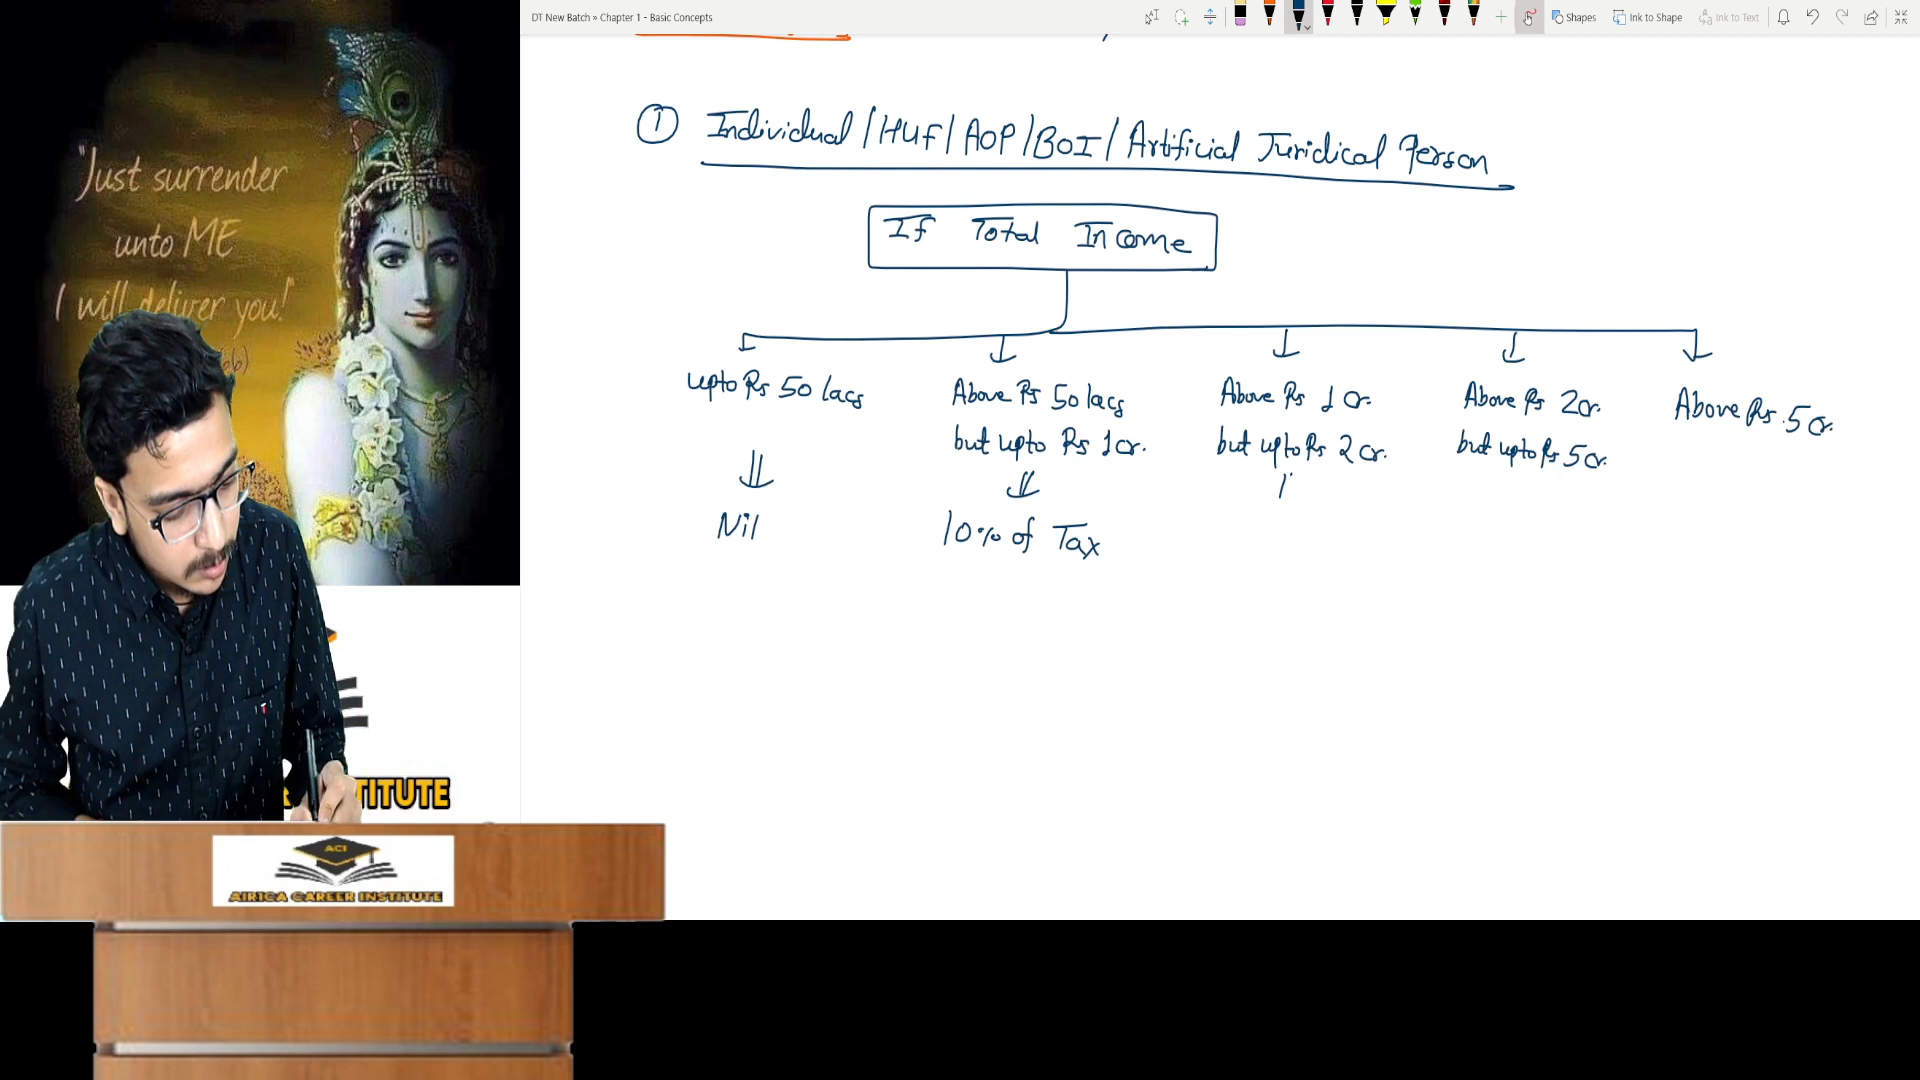 DT New Batch » Chapter 1 - Basic Concepts
Shapes
Ink to Shape
Ink to Text
① Individual/HUF/AOP/BOI/Artificial Juridical Person
If Total Income
upto Rs 50 lacs
Above Rs 50 lacs
but upto Rs 1 cr.
Above Rs 1 cr.
but upto Rs 2 cr.
Above Rs 2 cr.
but upto Rs 5 cr.
Above Rs. 5 cr.
Nil
10% of Tax
"Just surrender
unto ME
I will deliver you!"
TITUTE
ACI
AIRICA CAREER INSTITUTE